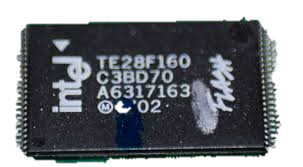 intel
TE28F160
C3BD70
A6317163
M © '02
FLASH